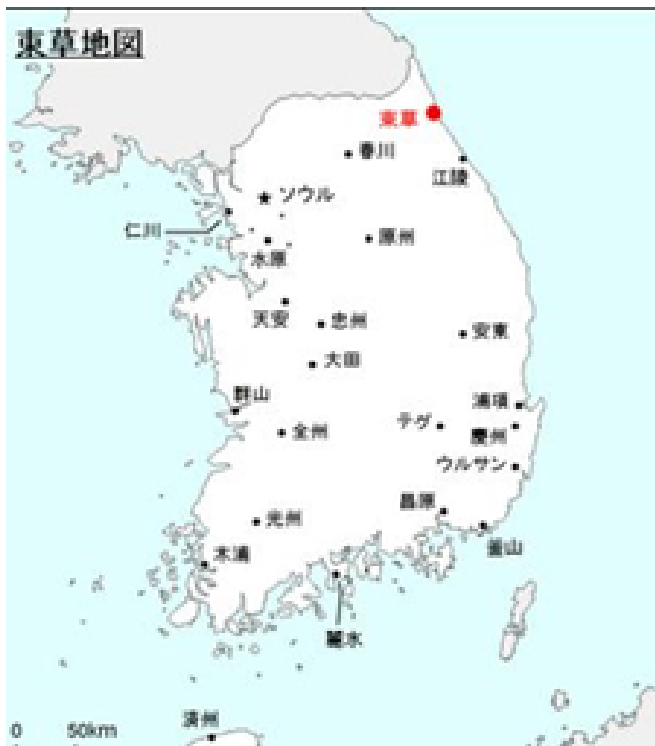 東草地図
東草
春川
江陵
ソウル
仁川
水原
原州
天安
忠州
安東
大田
群山
浦項
全州
テグ
慶州
ウルサン
昌原
光州
釜山
木浦
麗水
済州
0 50km